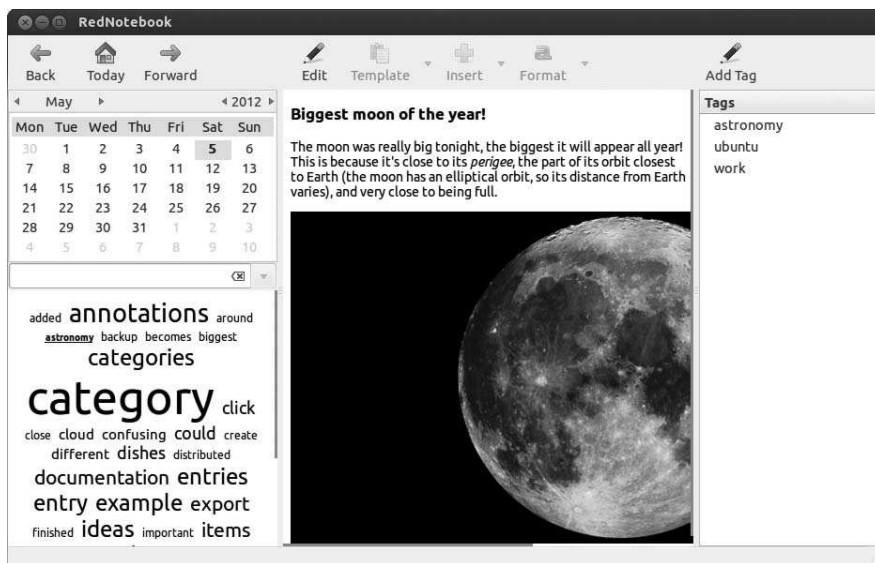 RedNotebook
Back Today Forward Edit Template Insert Format Add Tag
May 2012
Mon Tue Wed Thu Fri Sat Sun
30 1 2 3 4 5 6
7 8 9 10 11 12 13
14 15 16 17 18 19 20
21 22 23 24 25 26 27
28 29 30 31 1 2 3
4 5 6 7 8 9 10
added annotations around
astronomy backup becomes biggest
categories
category click
close cloud confusing could create
different dishes distributed
documentation entries
entry example export
finished ideas important items
Biggest moon of the year!
The moon was really big tonight, the biggest it will appear all year!
This is because it's close to its perigee, the part of its orbit closest
to Earth (the moon has an elliptical orbit, so its distance from Earth
varies), and very close to being full.
Tags
astronomy
ubuntu
work